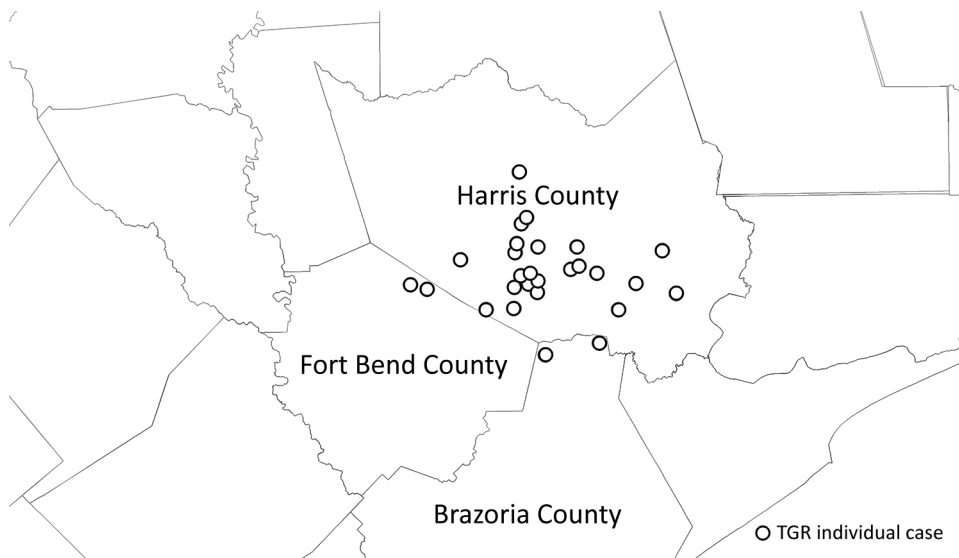 Harris County
Fort Bend County
Brazoria County
TGR individual case